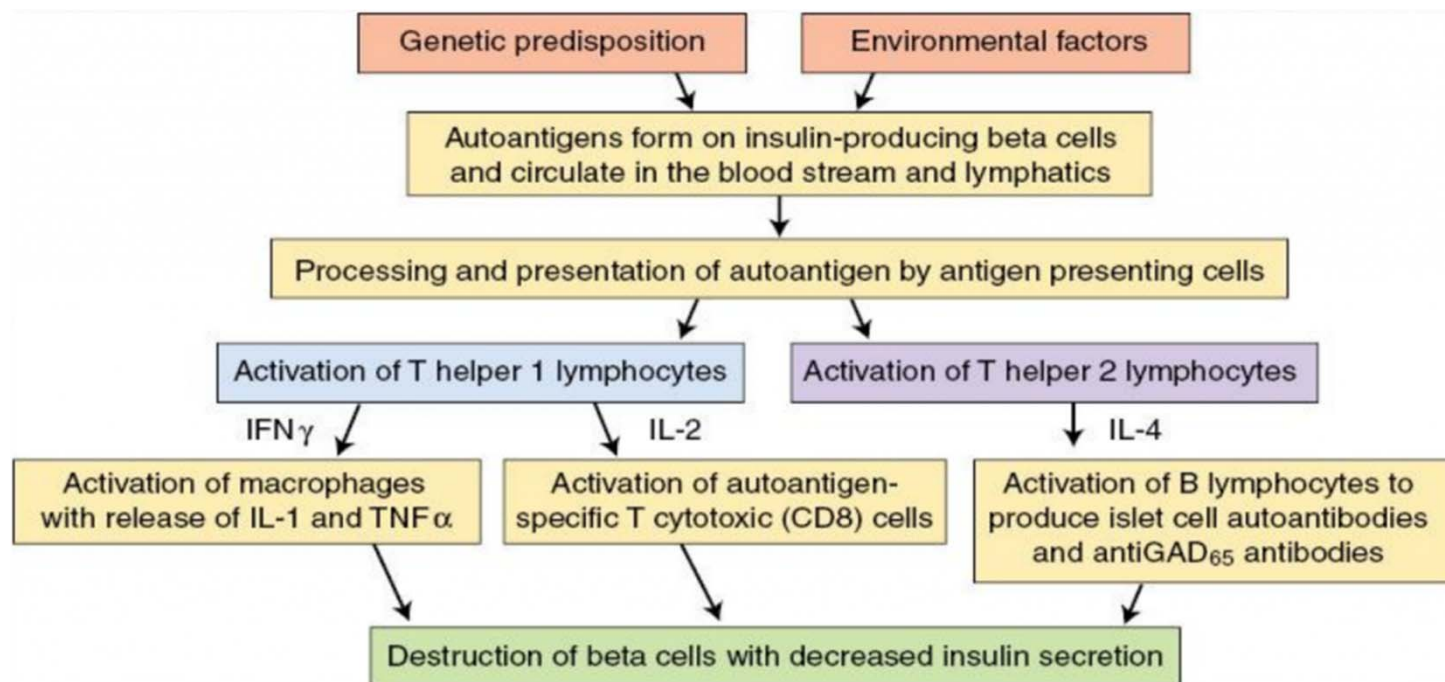 Genetic predisposition
Environmental factors
Autoantigens form on insulin-producing beta cells
and circulate in the blood stream and lymphatics
Processing and presentation of autoantigen by antigen presenting cells
Activation of T helper 1 lymphocytes
Activation of T helper 2 lymphocytes
IFNγ
IL-2
IL-4
Activation of macrophages
with release of IL-1 and TNFα
Activation of autoantigen-
specific T cytotoxic (CD8) cells
Activation of B lymphocytes to
produce islet cell autoantibodies
and antiGAD₆₅ antibodies
Destruction of beta cells with decreased insulin secretion